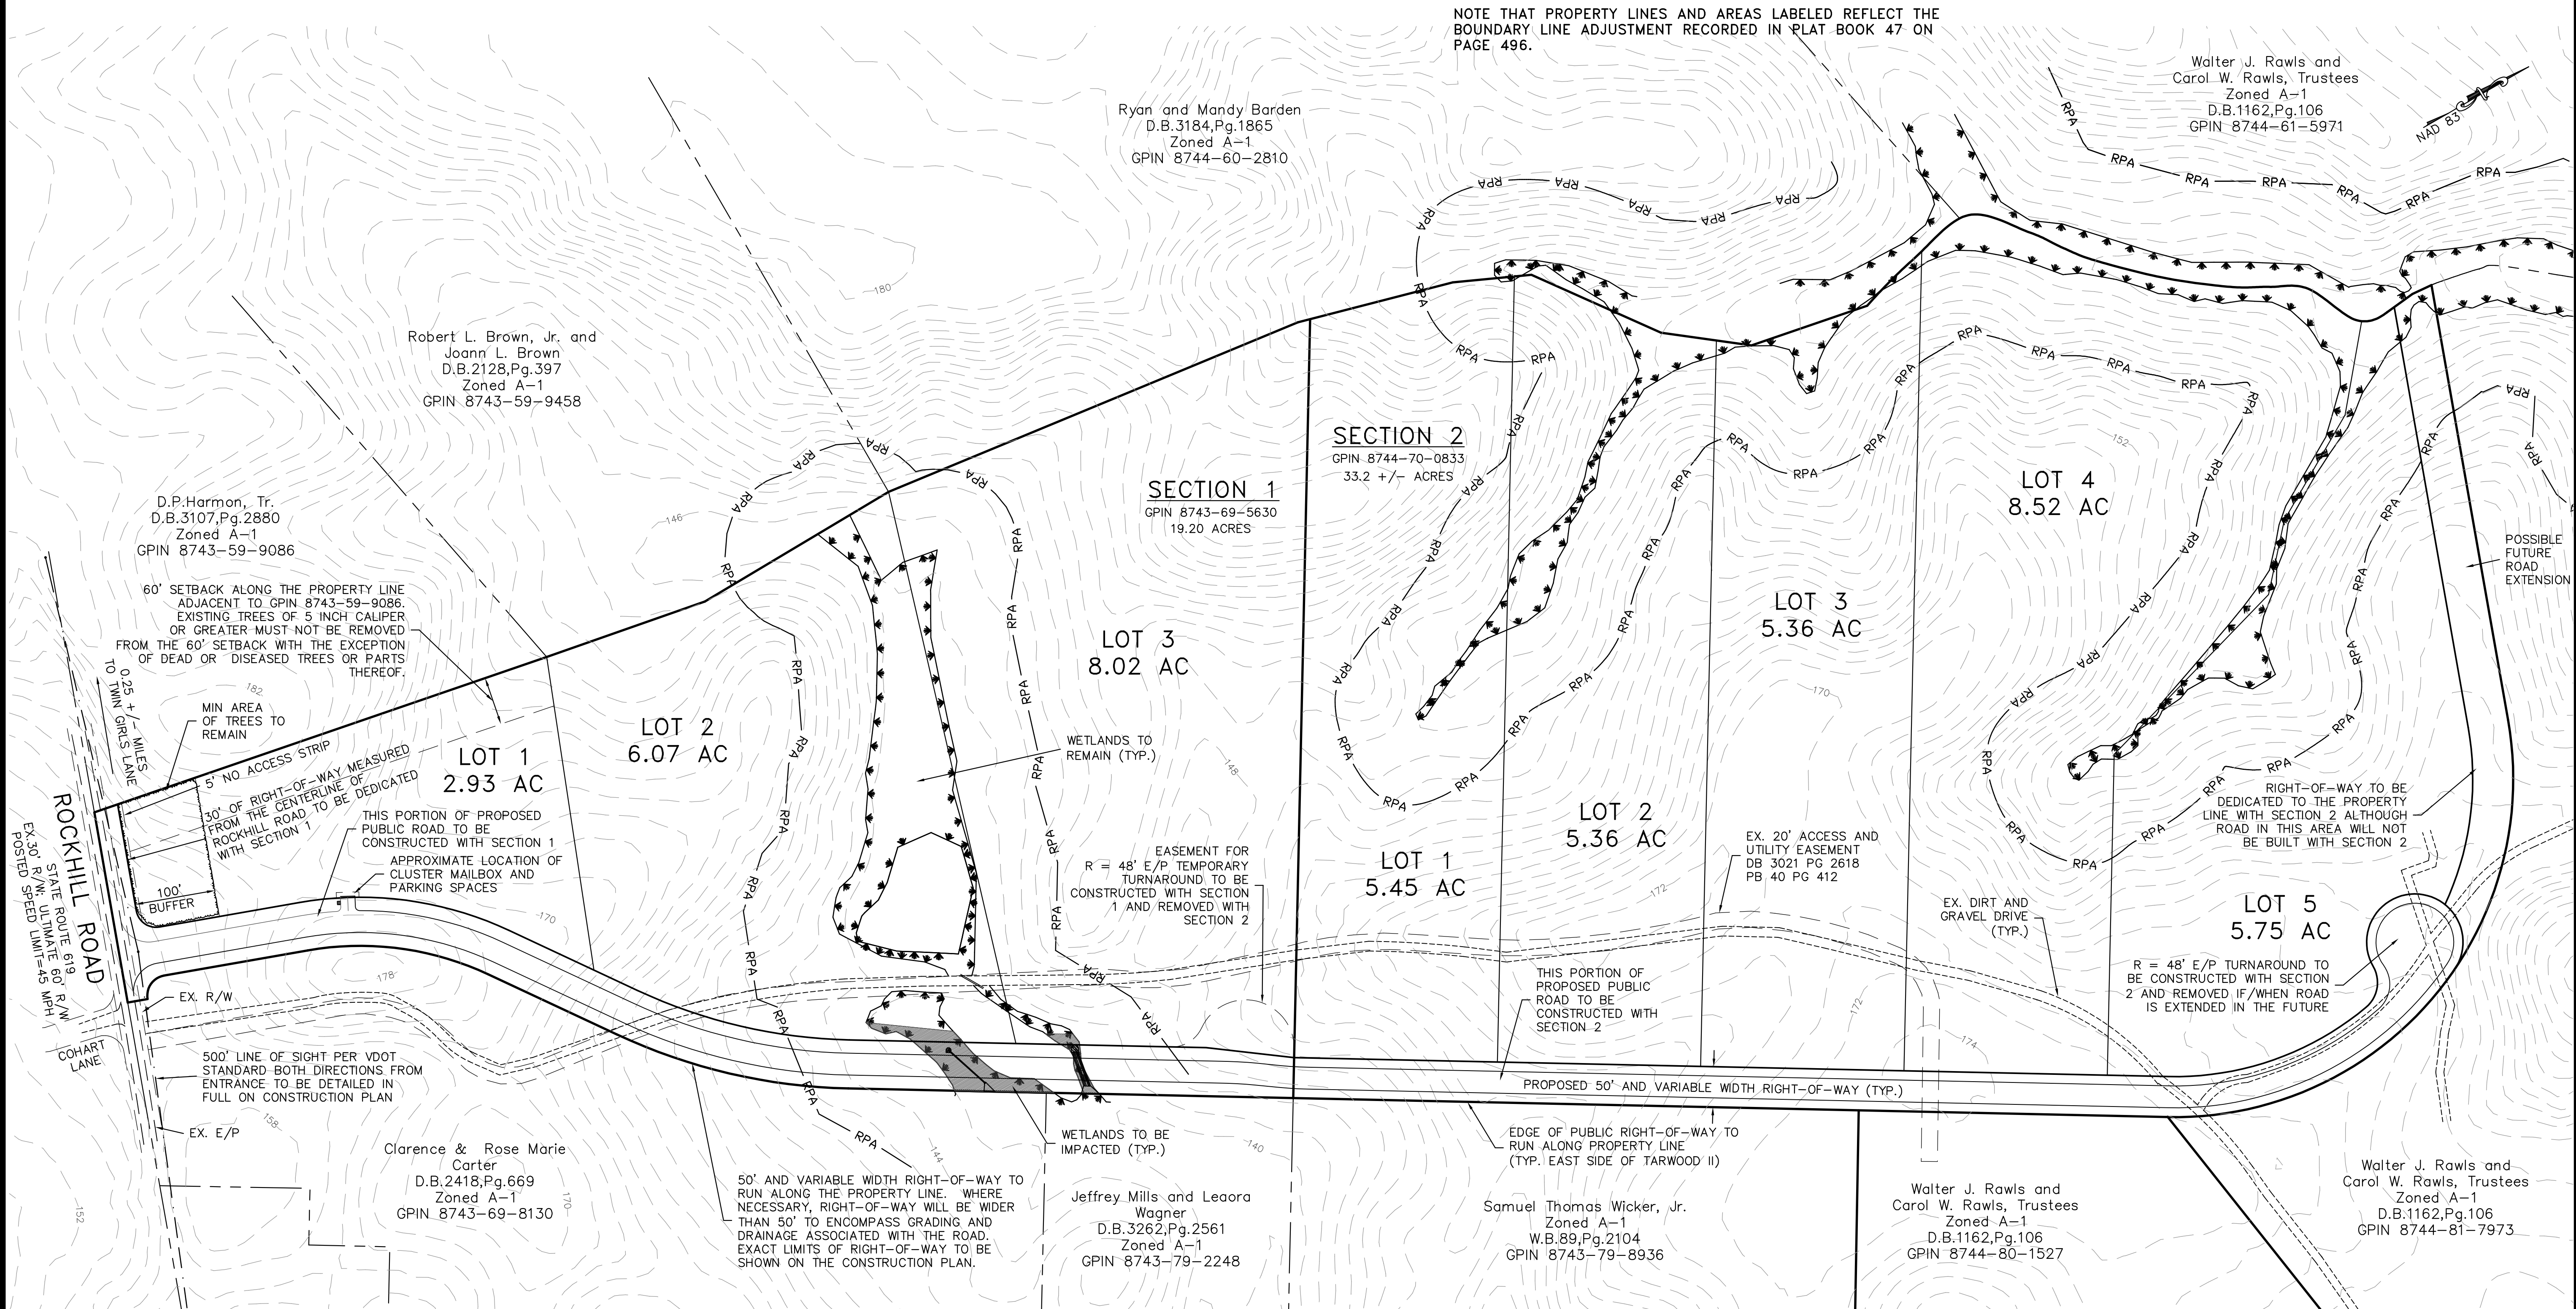 NOTE THAT PROPERTY LINES AND AREAS LABELED REFLECT THE
BOUNDARY LINE ADJUSTMENT RECORDED IN PLAT BOOK 47 ON
PAGE 496.
Walter J. Rawls and
Carol W. Rawls, Trustees
Zoned A-1
D.B.1162,Pg.106
GPIN 8744-61-5971
NAD 83
Ryan and Mandy Barden
D.B.3184,Pg.1865
Zoned A-1
GPIN 8744-60-2810
Robert L. Brown, Jr. and
Joann L. Brown
D.B.2128,Pg.397
Zoned A-1
GPIN 8743-59-9458
D.P.Harmon, Tr.
D.B.3107,Pg.2880
Zoned A-1
GPIN 8743-59-9086
60' SETBACK ALONG THE PROPERTY LINE
ADJACENT TO GPIN 8743-59-9086.
EXISTING TREES OF 5 INCH CALIPER
OR GREATER MUST NOT BE REMOVED
FROM THE 60' SETBACK WITH THE EXCEPTION
OF DEAD OR DISEASED TREES OR PARTS
THEREOF.
0.25 +/- MILES
TO TWIN GIRLS LANE
MIN AREA
OF TREES TO
REMAIN
5' NO ACCESS STRIP
30' OF RIGHT-OF-WAY MEASURED
FROM THE CENTERLINE OF
ROCKHILL ROAD TO BE DEDICATED
WITH SECTION 1
THIS PORTION OF PROPOSED
PUBLIC ROAD TO BE
CONSTRUCTED WITH SECTION 1
APPROXIMATE LOCATION OF
CLUSTER MAILBOX AND
PARKING SPACES
100'
BUFFER
ROCKHILL ROAD
STATE ROUTE 619
EX.30' R/W; ULTIMATE 60' R/W
POSTED SPEED LIMIT=45 MPH
EX. R/W
COHART
LANE
500' LINE OF SIGHT PER VDOT
STANDARD BOTH DIRECTIONS FROM
ENTRANCE TO BE DETAILED IN
FULL ON CONSTRUCTION PLAN
EX. E/P
LOT 1
2.93 AC
LOT 2
6.07 AC
LOT 3
8.02 AC
SECTION 1
GPIN 8743-69-5630
19.20 ACRES
SECTION 2
GPIN 8744-70-0833
33.2 +/- ACRES
LOT 1
5.45 AC
LOT 2
5.36 AC
LOT 3
5.36 AC
LOT 4
8.52 AC
LOT 5
5.75 AC
WETLANDS TO
REMAIN (TYP.)
EASEMENT FOR
R = 48' E/P TEMPORARY
TURNAROUND TO BE
CONSTRUCTED WITH SECTION
1 AND REMOVED WITH
SECTION 2
EX. 20' ACCESS AND
UTILITY EASEMENT
DB 3021 PG 2618
PB 40 PG 412
EX. DIRT AND
GRAVEL DRIVE
(TYP.)
THIS PORTION OF
PROPOSED PUBLIC
ROAD TO BE
CONSTRUCTED WITH
SECTION 2
POSSIBLE
FUTURE
ROAD
EXTENSION
RIGHT-OF-WAY TO BE
DEDICATED TO THE PROPERTY
LINE WITH SECTION 2 ALTHOUGH
ROAD IN THIS AREA WILL NOT
BE BUILT WITH SECTION 2
R = 48' E/P TURNAROUND TO
BE CONSTRUCTED WITH SECTION
2 AND REMOVED IF/WHEN ROAD
IS EXTENDED IN THE FUTURE
PROPOSED 50' AND VARIABLE WIDTH RIGHT-OF-WAY (TYP.)
EDGE OF PUBLIC RIGHT-OF-WAY TO
RUN ALONG PROPERTY LINE
(TYP. EAST SIDE OF TARWOOD II)
WETLANDS TO BE
IMPACTED (TYP.)
50' AND VARIABLE WIDTH RIGHT-OF-WAY TO
RUN ALONG THE PROPERTY LINE. WHERE
NECESSARY, RIGHT-OF-WAY WILL BE WIDER
THAN 50' TO ENCOMPASS GRADING AND
DRAINAGE ASSOCIATED WITH THE ROAD.
EXACT LIMITS OF RIGHT-OF-WAY TO BE
SHOWN ON THE CONSTRUCTION PLAN.
Clarence & Rose Marie
Carter
D.B.2418,Pg.669
Zoned A-1
GPIN 8743-69-8130
Jeffrey Mills and Leaora
Wagner
D.B.3262,Pg.2561
Zoned A-1
GPIN 8743-79-2248
Samuel Thomas Wicker, Jr.
Zoned A-1
W.B.89,Pg.2104
GPIN 8743-79-8936
Walter J. Rawls and
Carol W. Rawls, Trustees
Zoned A-1
D.B.1162,Pg.106
GPIN 8744-80-1527
Walter J. Rawls and
Carol W. Rawls, Trustees
Zoned A-1
D.B.1162,Pg.106
GPIN 8744-81-7973
RPA
180
146
182
170
178
158
152
170
144
140
148
172
170
152
172
174